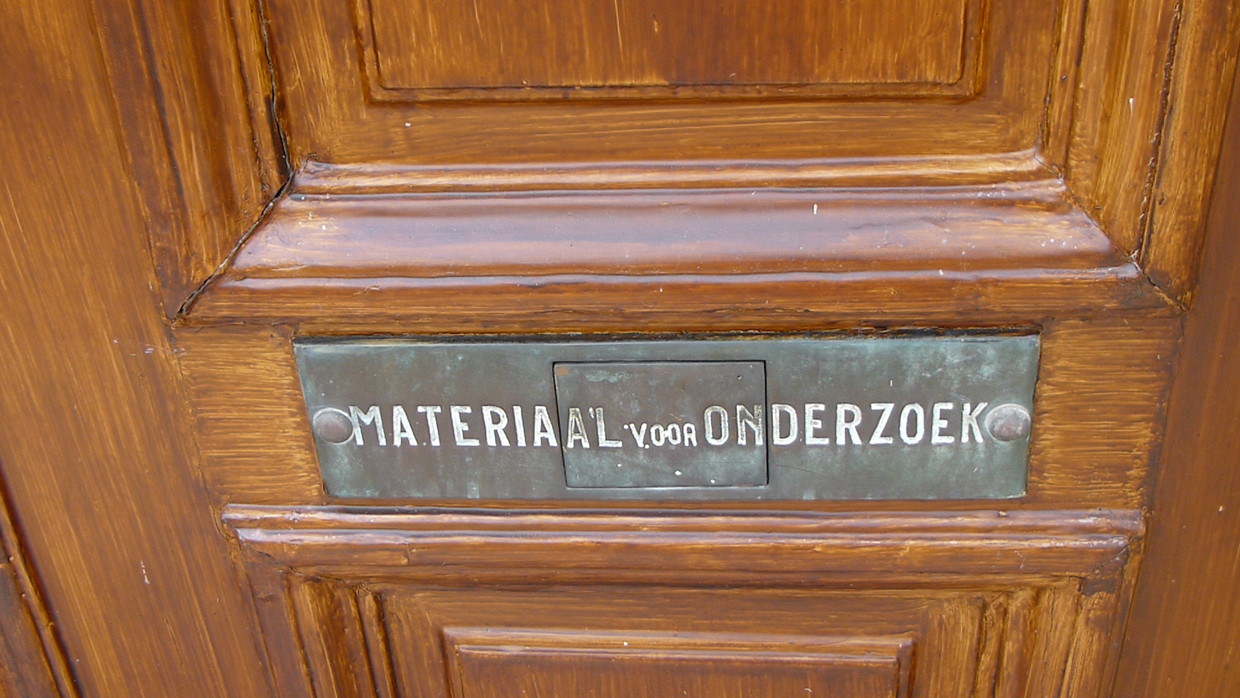 MATERIAAL VOOR ONDERZOEK